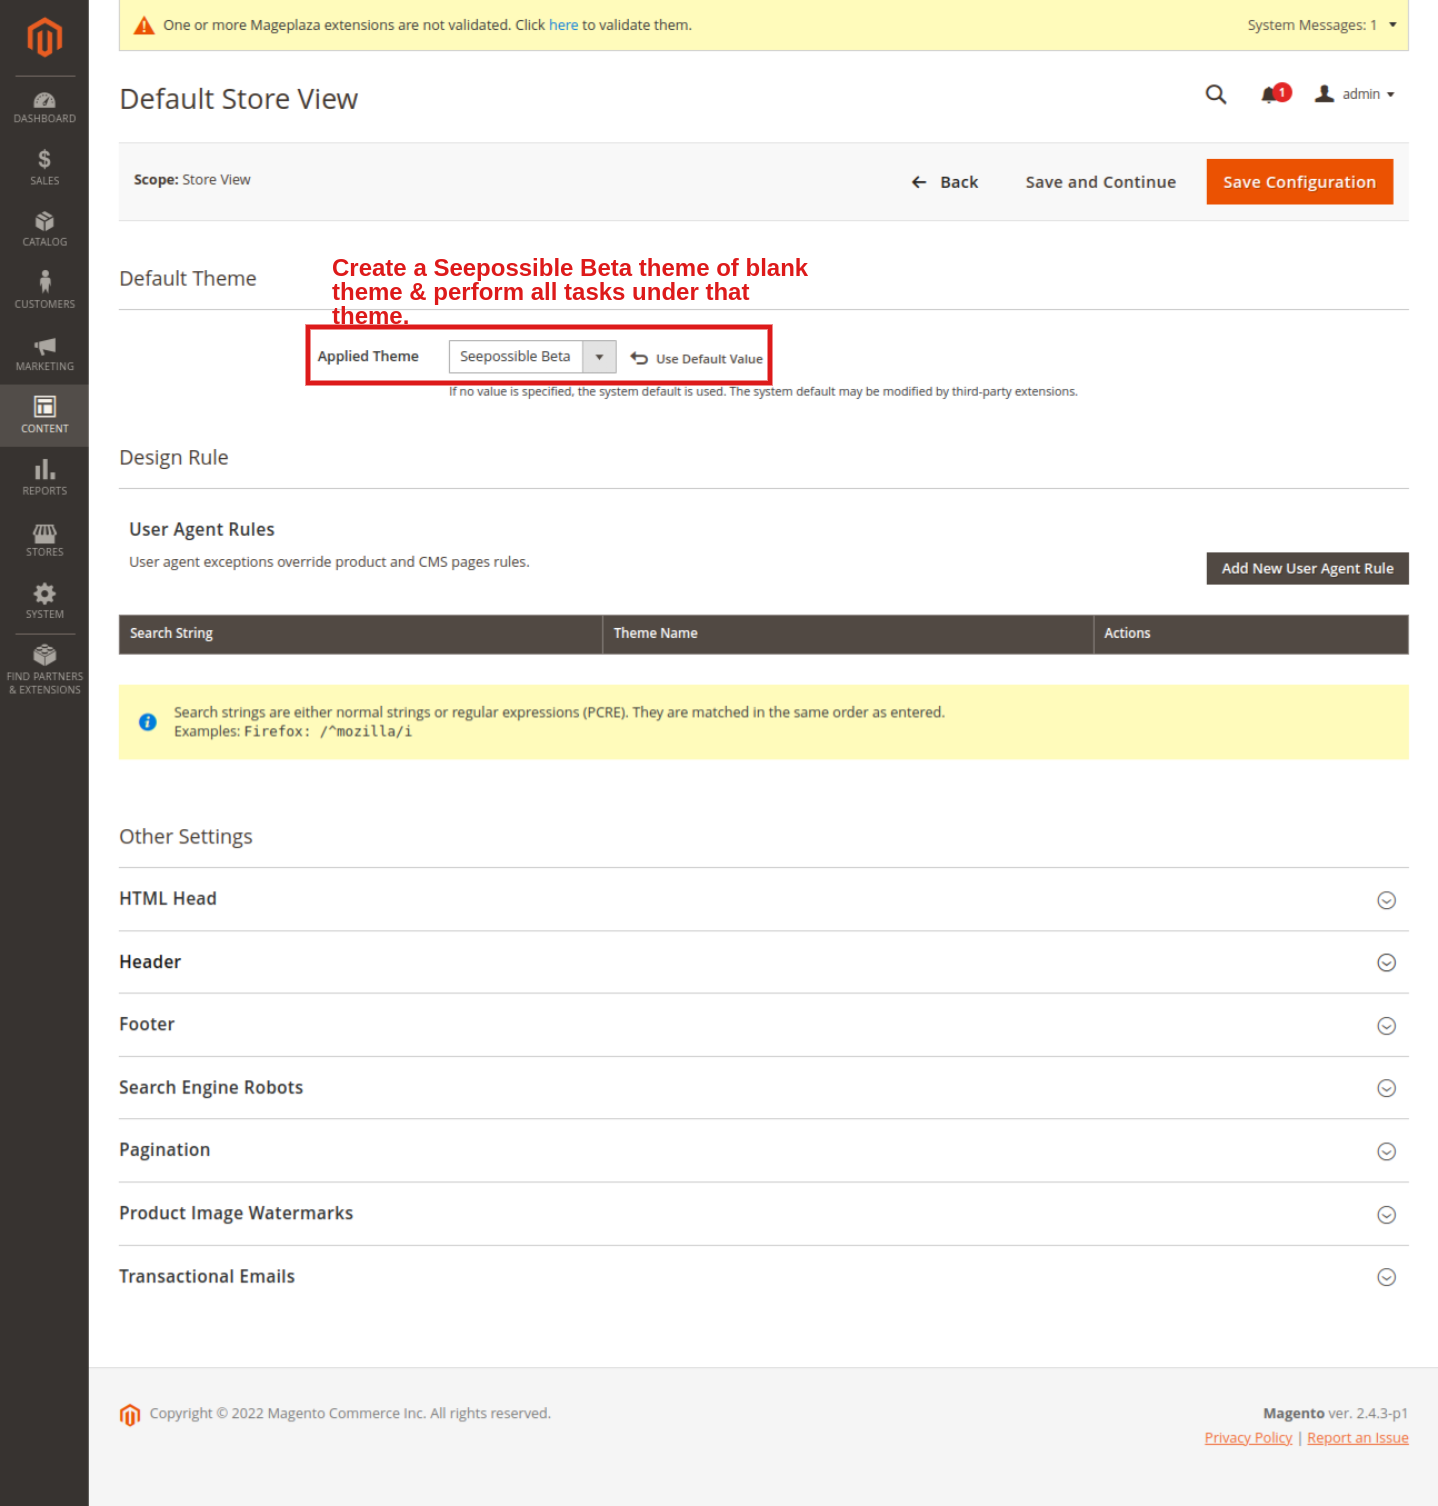 One or more Mageplaza extensions are not validated. Click here to validate them.
System Messages: 1
Default Store View
1
admin
DASHBOARD
SALES
CATALOG
CUSTOMERS
MARKETING
CONTENT
REPORTS
STORES
SYSTEM
FIND PARTNERS
& EXTENSIONS
Scope: Store View
Back
Save and Continue
Save Configuration
Default Theme
Create a Seepossible Beta theme of blank
theme & perform all tasks under that
theme.
Applied Theme
Seepossible Beta
Use Default Value
If no value is specified, the system default is used. The system default may be modified by third-party extensions.
Design Rule
User Agent Rules
User agent exceptions override product and CMS pages rules.
Add New User Agent Rule
Search String
Theme Name
Actions
Search strings are either normal strings or regular expressions (PCRE). They are matched in the same order as entered.
Examples: Firefox: /^mozilla/i
Other Settings
HTML Head
Header
Footer
Search Engine Robots
Pagination
Product Image Watermarks
Transactional Emails
Copyright © 2022 Magento Commerce Inc. All rights reserved.
Magento ver. 2.4.3-p1
Privacy Policy | Report an Issue